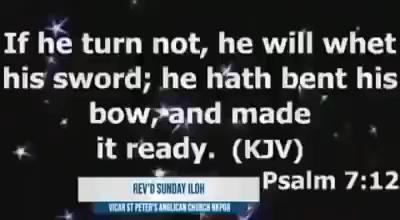 If he turn not, he will whet
his sword; he hath bent his
bow, and made
it ready. (KJV)
Psalm 7:12
REV'D SUNDAY ILOH
VICAR ST PETER'S ANGLICAN CHURCH NKPOR